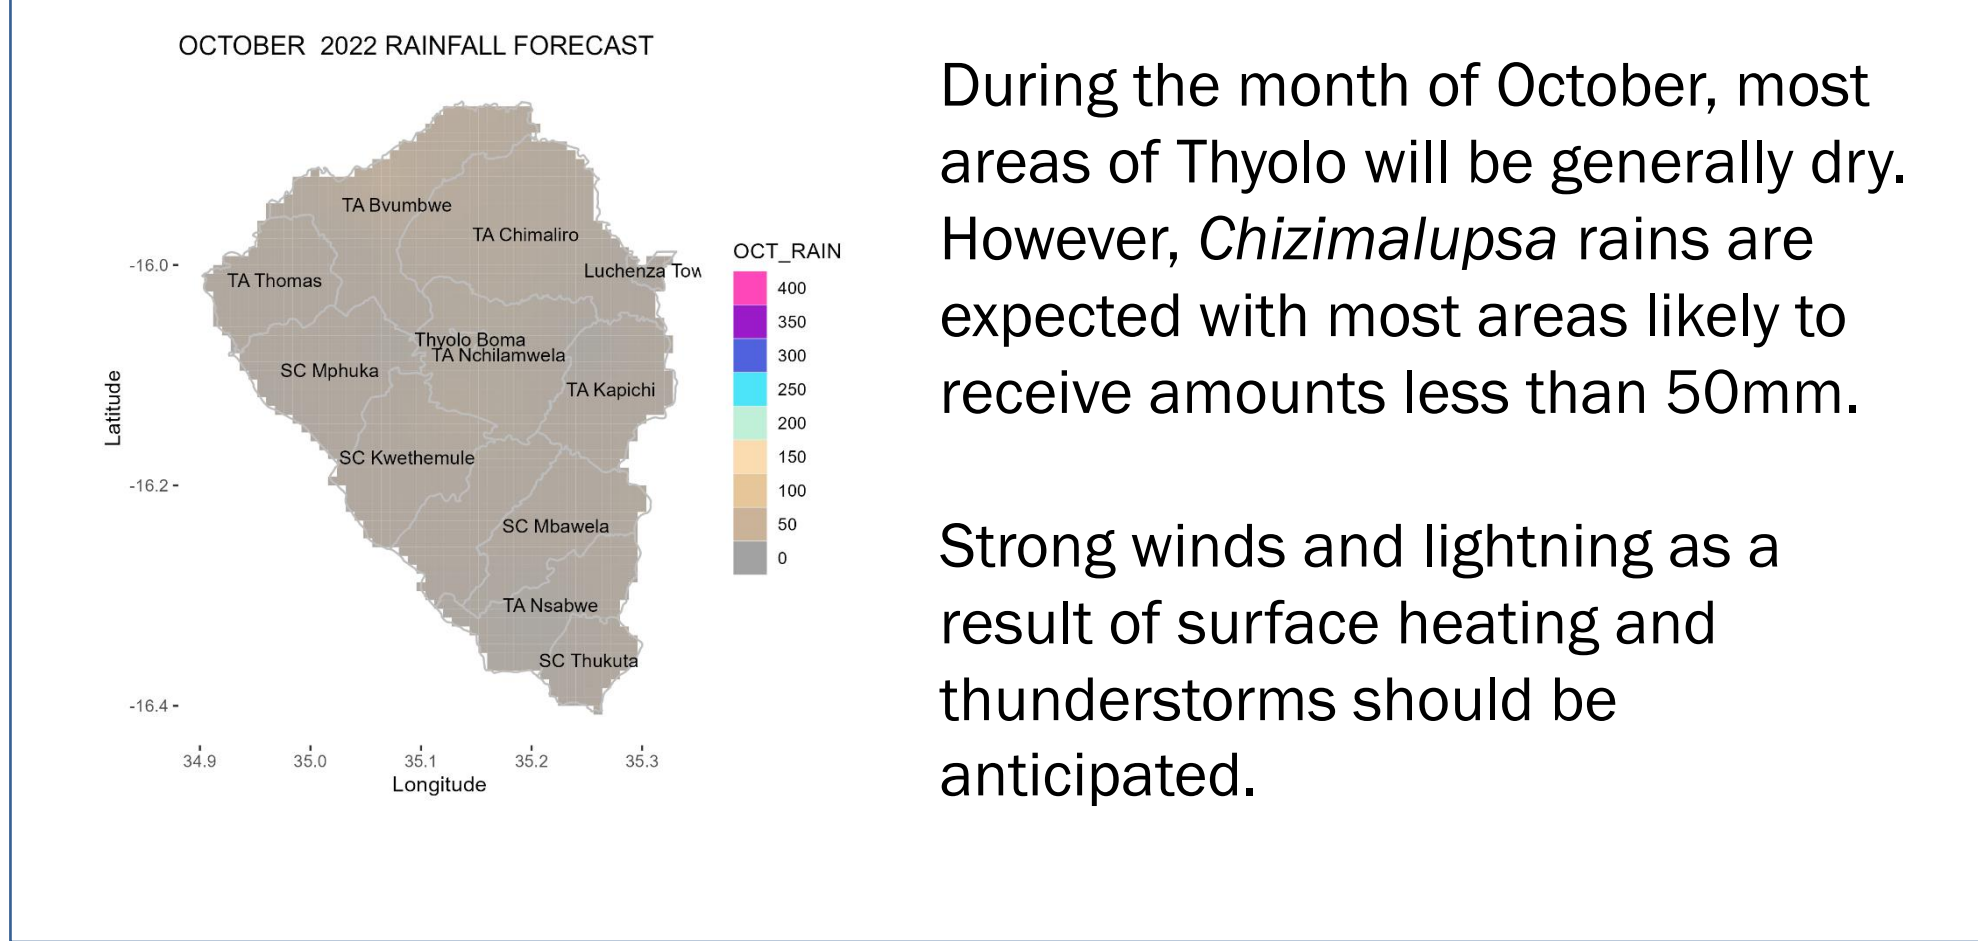 OCTOBER  2022 RAINFALL FORECAST
TA Bvumbwe
TA Chimaliro
Luchenza Tow
TA Thomas
Thyolo Boma
TA Nchilamwela
SC Mphuka
TA Kapichi
SC Kwethemule
SC Mbawela
TA Nsabwe
SC Thukuta
Latitude
-16.0
-16.2
-16.4
34.9
35.0
35.1
35.2
35.3
Longitude
OCT_RAIN
400
350
300
250
200
150
100
50
0
During the month of October, most
areas of Thyolo will be generally dry.
However, Chizimalupsa rains are
expected with most areas likely to
receive amounts less than 50mm.
Strong winds and lightning as a
result of surface heating and
thunderstorms should be
anticipated.